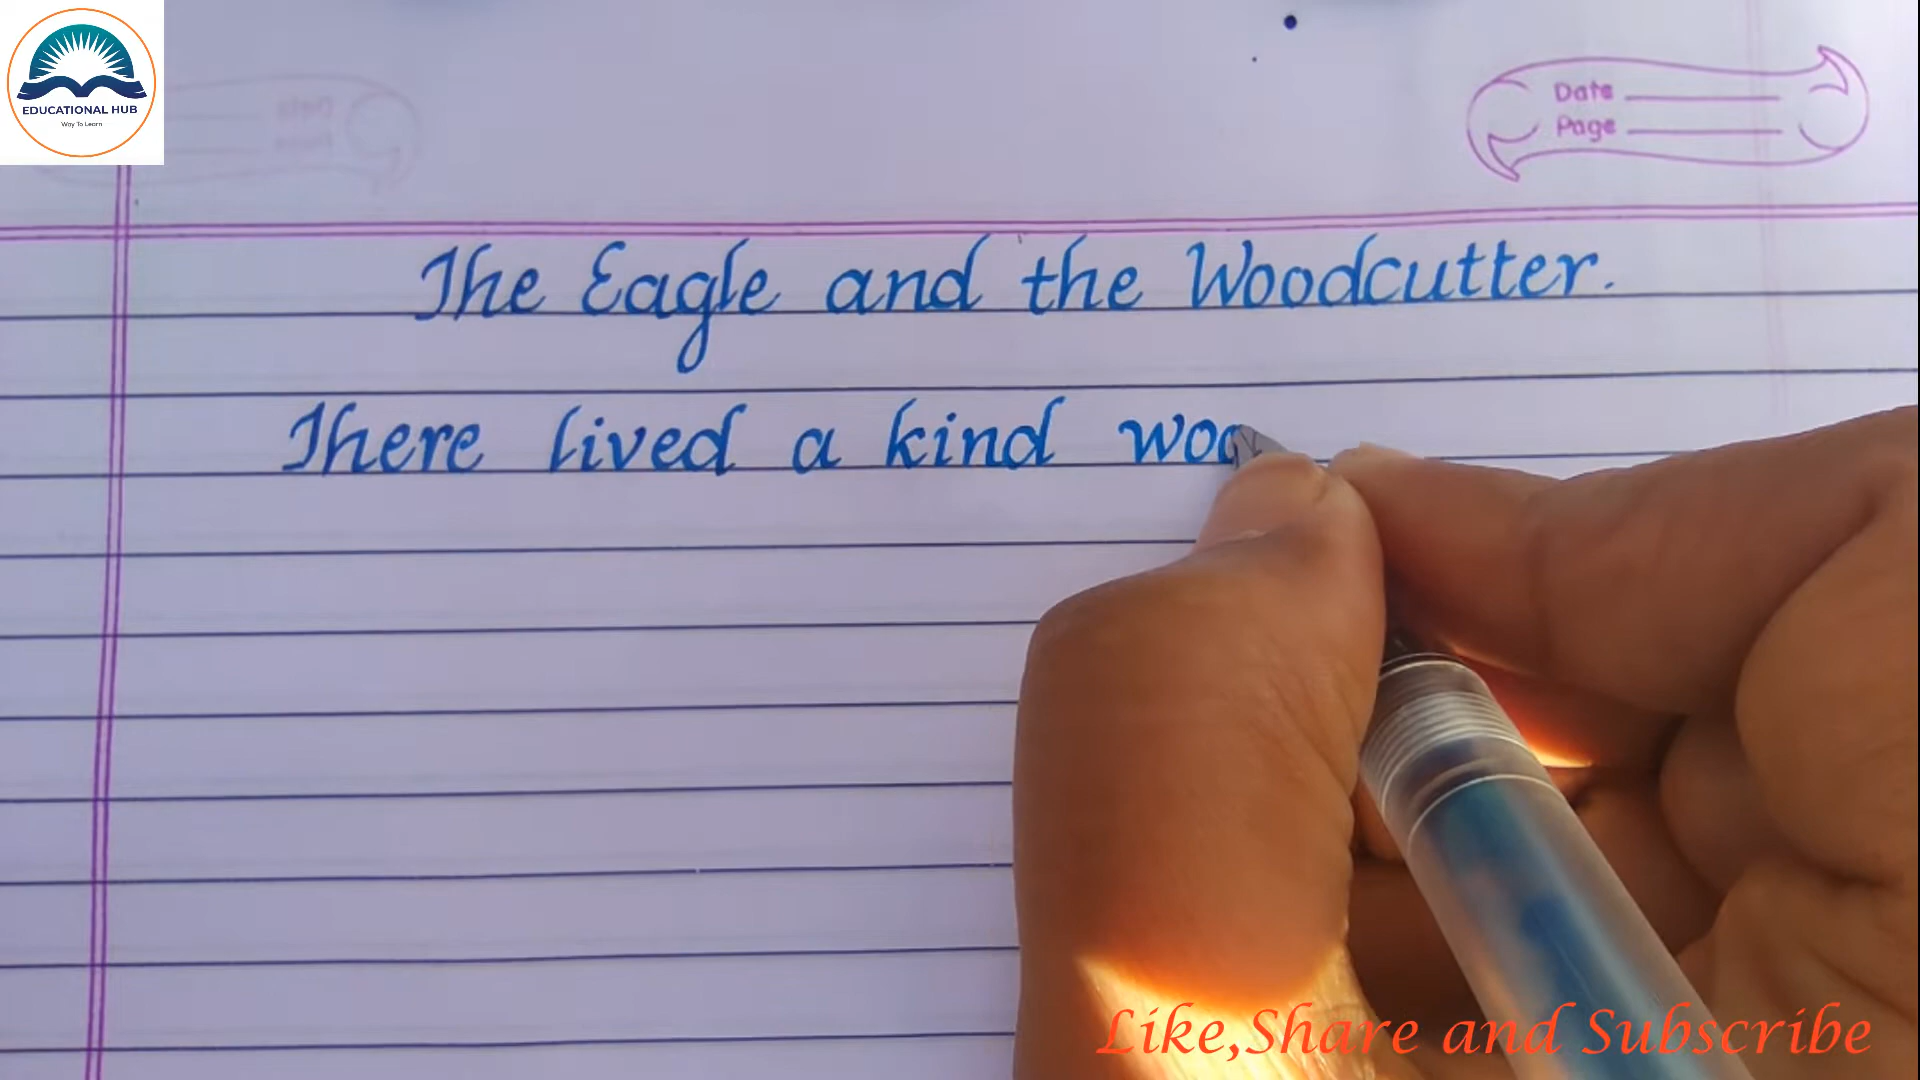 EDUCATIONAL HUB
Way To Learn
Date
Page
The Eagle and the Woodcutter.
There lived a kind woo
Like,Share and Subscribe